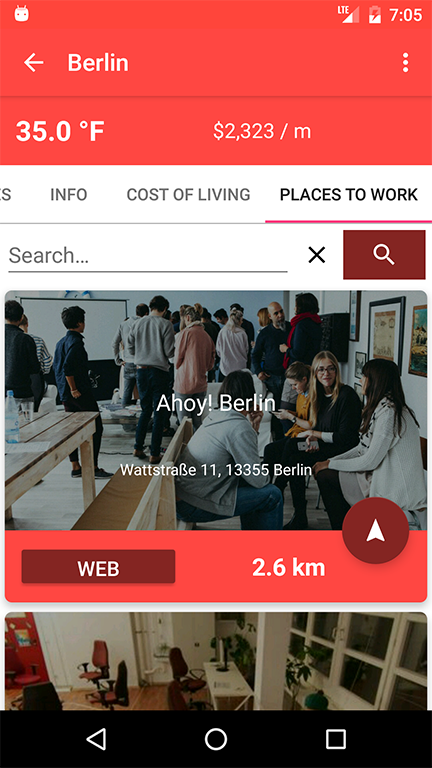 LTE 7:05
Berlin
35.0 °F $2,323 / m
S INFO COST OF LIVING PLACES TO WORK
Search...
Ahoy! Berlin
Wattstraße 11, 13355 Berlin
WEB 2.6 km